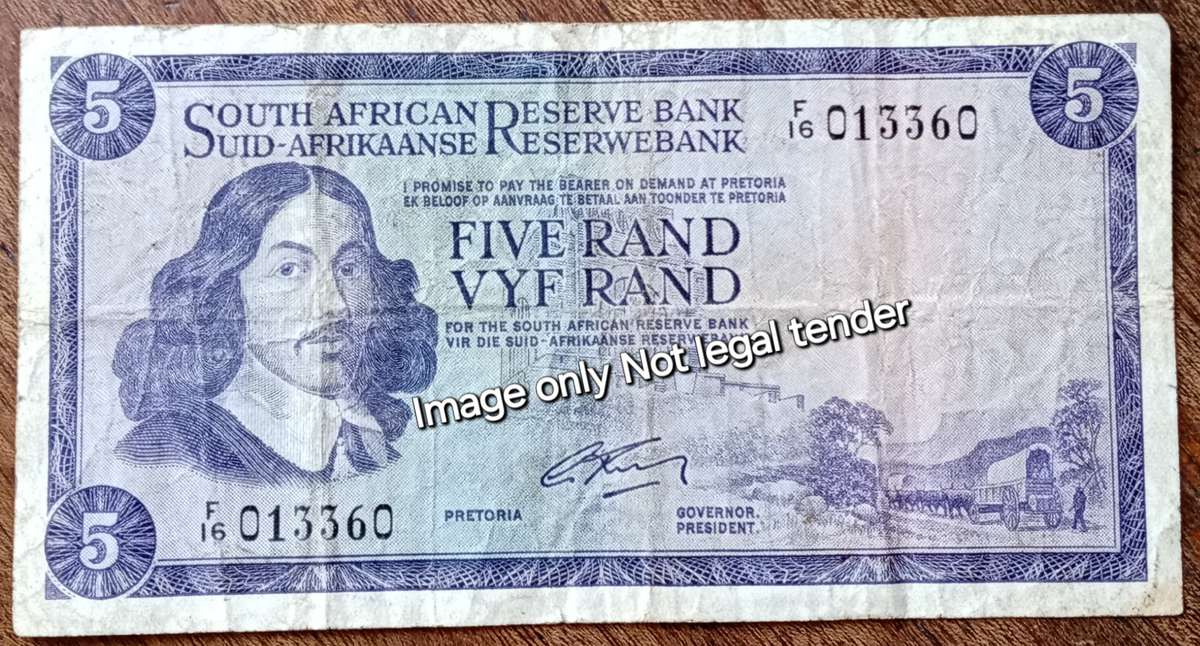 5
5
SOUTH AFRICAN RESERVE BANK
SUID-AFRIKAANSE RESERWEBANK
F/16 013360
I PROMISE TO PAY THE BEARER ON DEMAND AT PRETORIA
EK BELOOF OP AANVRAAG TE BETAAL AAN TOONDER TE PRETORIA
FIVE RAND
VYF RAND
FOR THE SOUTH AFRICAN RESERVE BANK
VIR DIE SUID-AFRIKAANSE RESERWEBANK
Image only Not legal tender
F/16 013360
PRETORIA
GOVERNOR.
PRESIDENT.
5